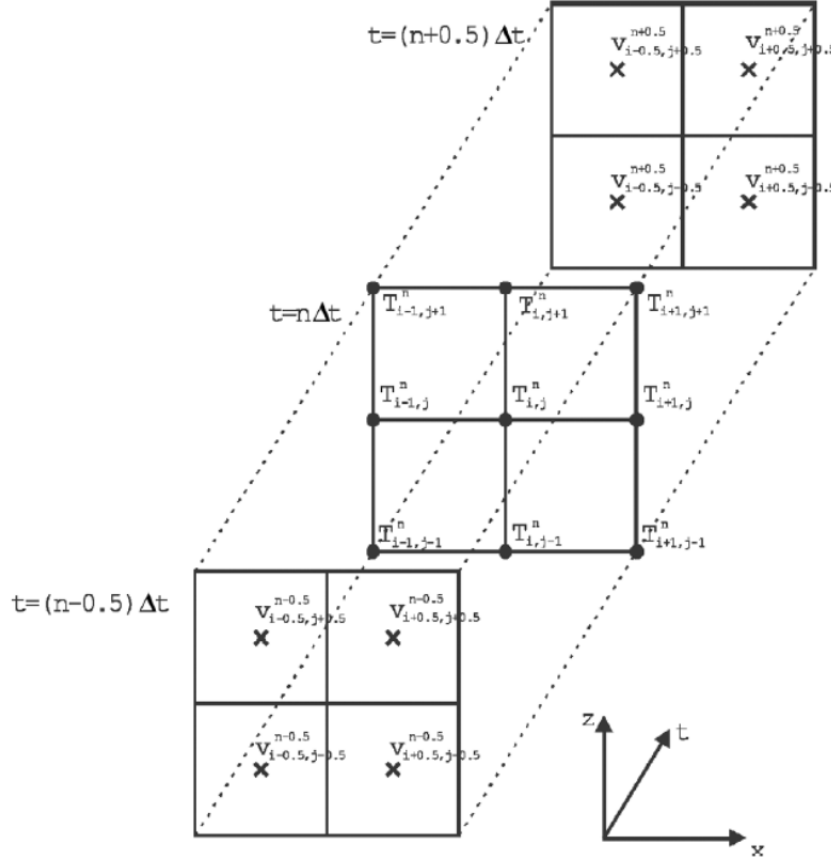 t=(n+0.5)Δt
v^{n+0.5}_{i-0.5,j+0.5} v^{n+0.5}_{i+0.5,j+0.5}
v^{n+0.5}_{i-0.5,j-0.5} v^{n+0.5}_{i+0.5,j-0.5}
t=nΔt
T^n_{i-1,j+1} T^n_{i,j+1} T^n_{i+1,j+1}
T^n_{i-1,j} T^n_{i,j} T^n_{i+1,j}
T^n_{i-1,j-1} T^n_{i,j-1} T^n_{i+1,j-1}
t=(n-0.5)Δt
v^{n-0.5}_{i-0.5,j+0.5} v^{n-0.5}_{i+0.5,j+0.5}
v^{n-0.5}_{i-0.5,j-0.5} v^{n-0.5}_{i+0.5,j-0.5}
z
t
x